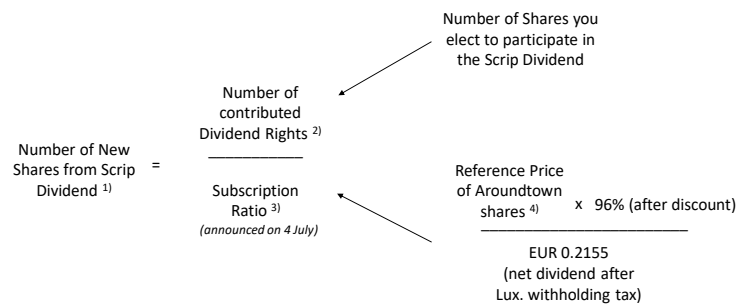 Number of Shares you
elect to participate in
the Scrip Dividend
Number of
contributed
Dividend Rights 2)
Number of New
Shares from Scrip
Dividend 1)
=
Subscription
Ratio 3)
(announced on 4 July)
Reference Price
of Aroundtown
shares 4)
x 96% (after discount)
EUR 0.2155
(net dividend after
Lux. withholding tax)